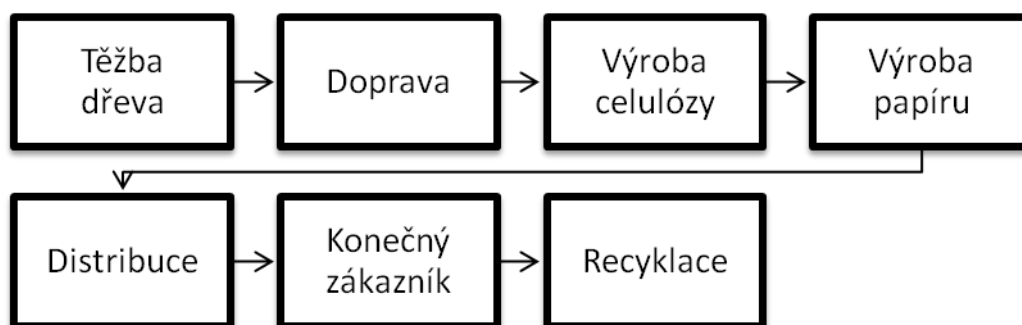 Těžba
dřeva
Doprava
Výroba
celulózy
Výroba
papíru
Distribuce
Konečný
zákazník
Recyklace